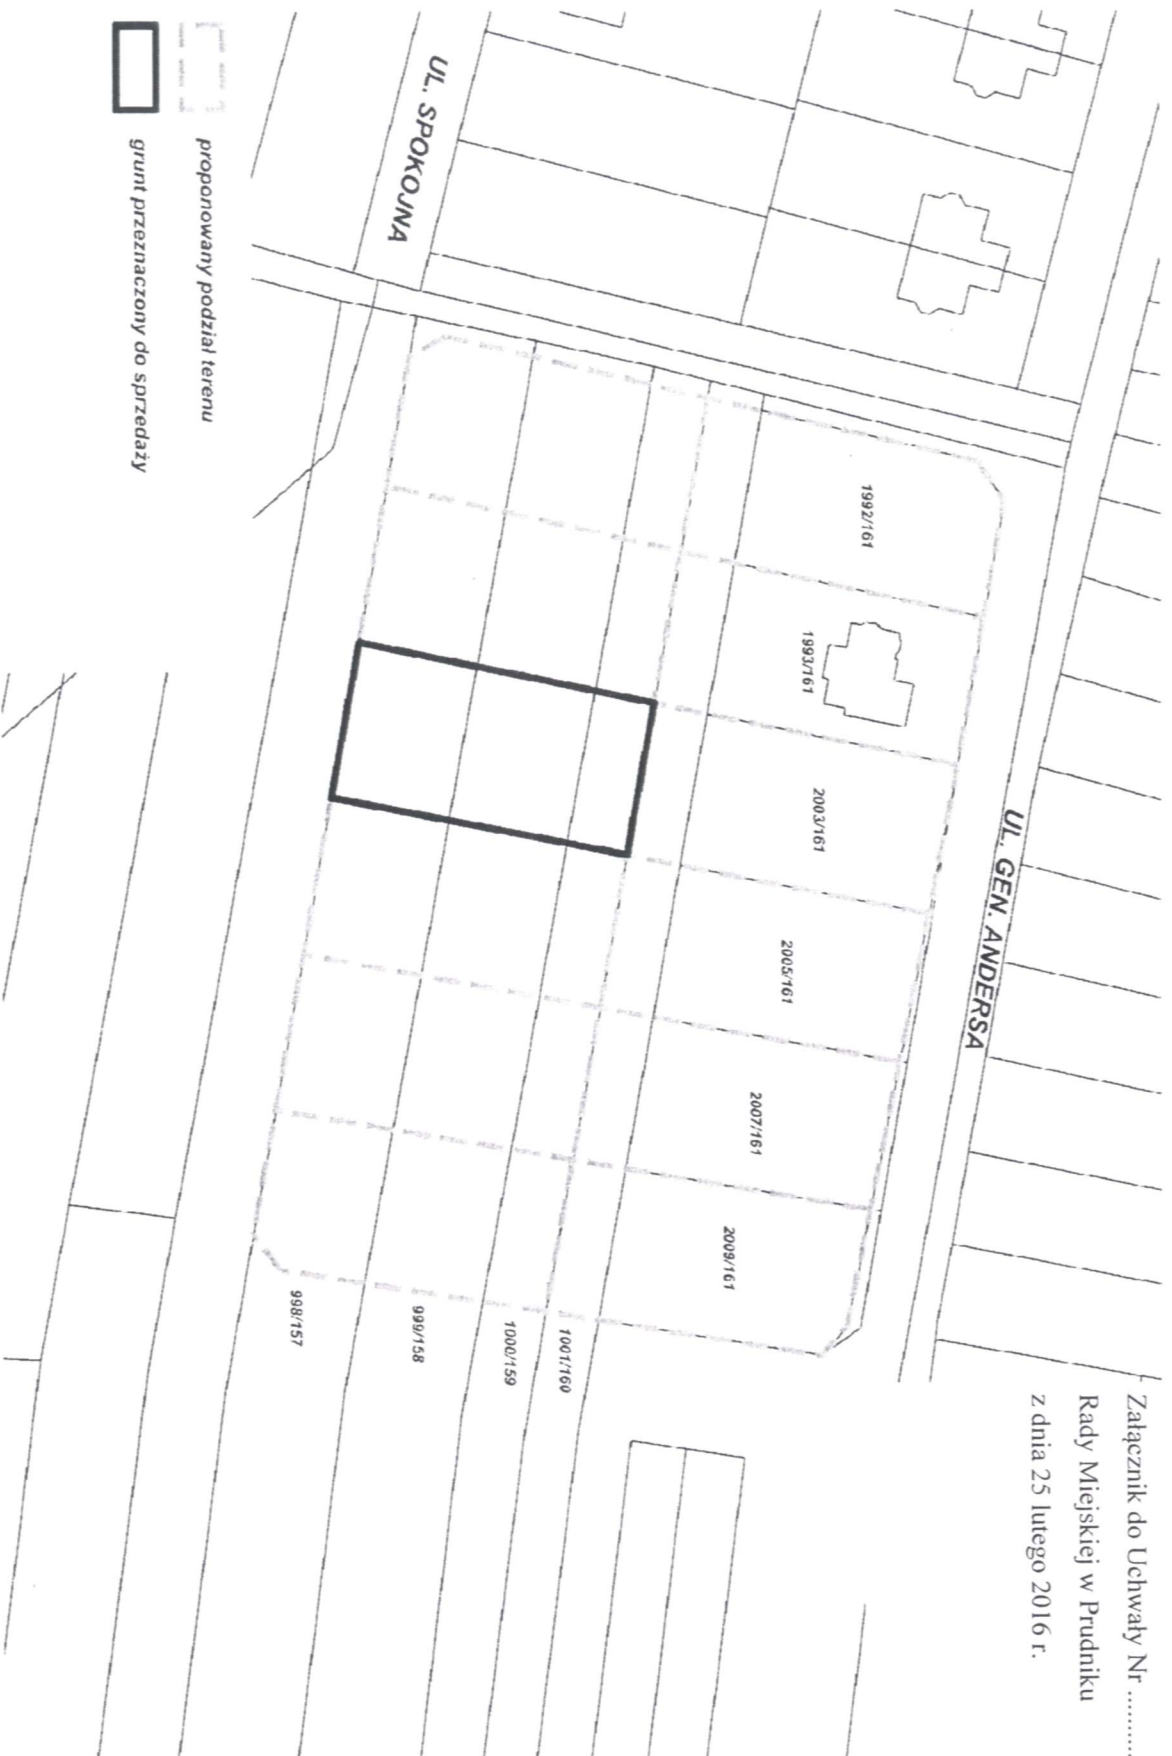 Załącznik do Uchwały Nr ..........
Rady Miejskiej w Prudniku
z dnia 25 lutego 2016 r.
UL. GEN. ANDERSA
UL. SPOKOJNA
1992/161
1993/161
2003/161
2005/161
2007/161
2009/161
1001/160
1000/159
999/158
998/157
proponowany podział terenu
grunt przeznaczony do sprzedaży